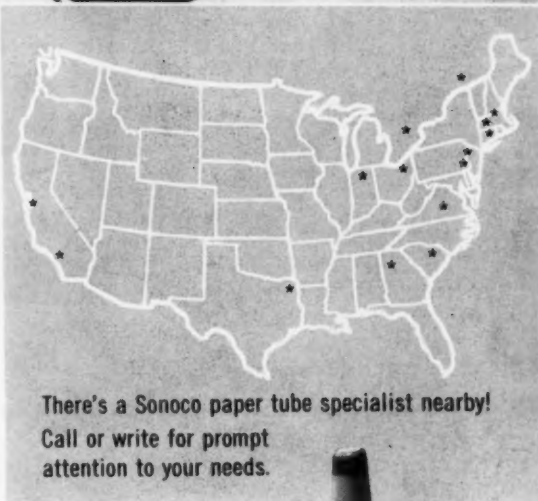 There's a Sonoco paper tube specialist nearby!
Call or write for prompt
attention to your needs.